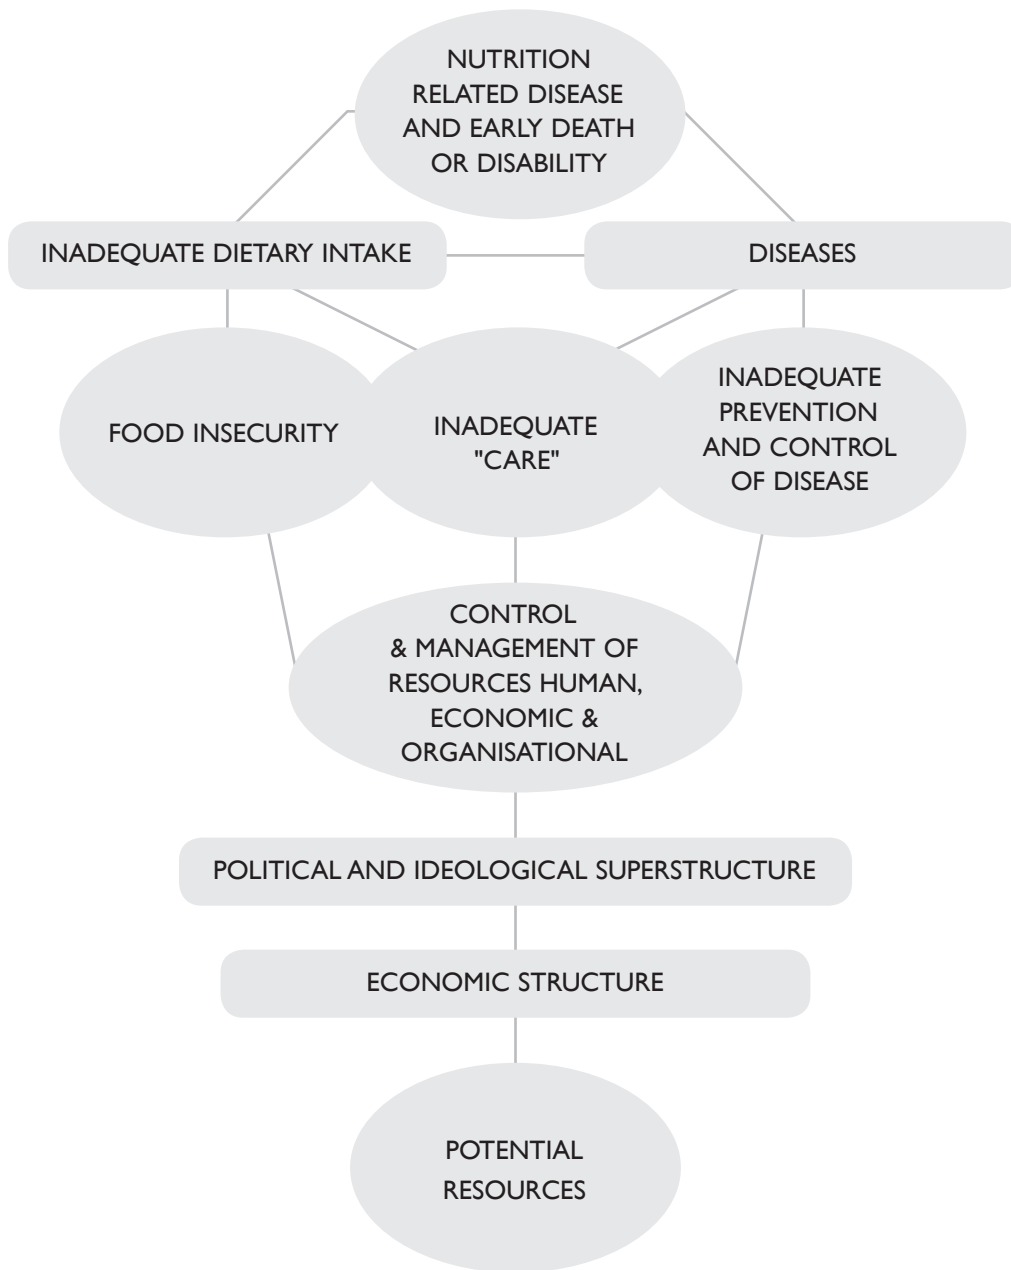 NUTRITION
RELATED DISEASE
AND EARLY DEATH
OR DISABILITY
INADEQUATE DIETARY INTAKE
DISEASES
FOOD INSECURITY
INADEQUATE
"CARE"
INADEQUATE
PREVENTION
AND CONTROL
OF DISEASE
CONTROL
& MANAGEMENT OF
RESOURCES HUMAN,
ECONOMIC &
ORGANISATIONAL
POLITICAL AND IDEOLOGICAL SUPERSTRUCTURE
ECONOMIC STRUCTURE
POTENTIAL
RESOURCES